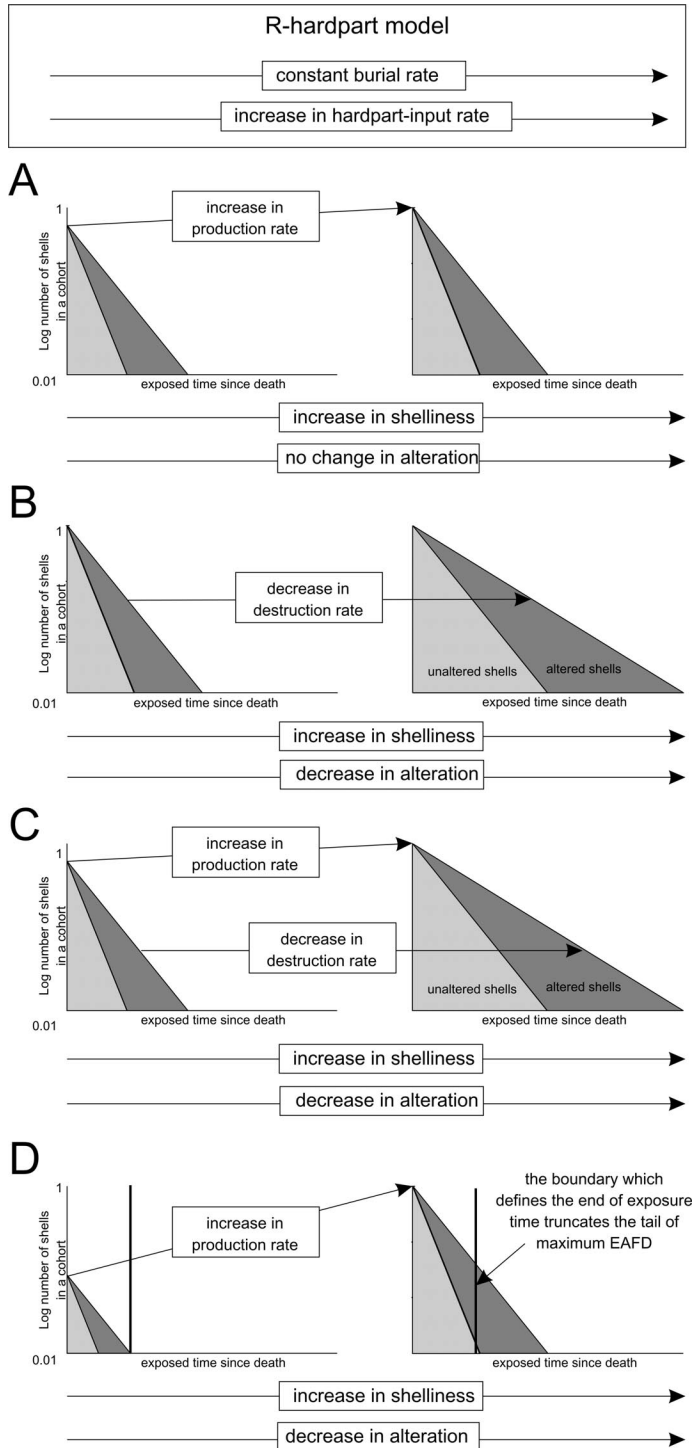 R-hardpart model
constant burial rate
increase in hardpart-input rate
A
1
Log number of shells
in a cohort
0.01
increase in
production rate
exposed time since death
exposed time since death
increase in shelliness
no change in alteration
B
1
Log number of shells
in a cohort
0.01
decrease in
destruction rate
unaltered shells
altered shells
exposed time since death
exposed time since death
increase in shelliness
decrease in alteration
C
1
Log number of shells
in a cohort
0.01
increase in
production rate
decrease in
destruction rate
unaltered shells
altered shells
exposed time since death
exposed time since death
increase in shelliness
decrease in alteration
D
1
Log number of shells
in a cohort
0.01
increase in
production rate
the boundary which
defines the end of exposure
time truncates the tail of
maximum EAFD
exposed time since death
exposed time since death
increase in shelliness
decrease in alteration